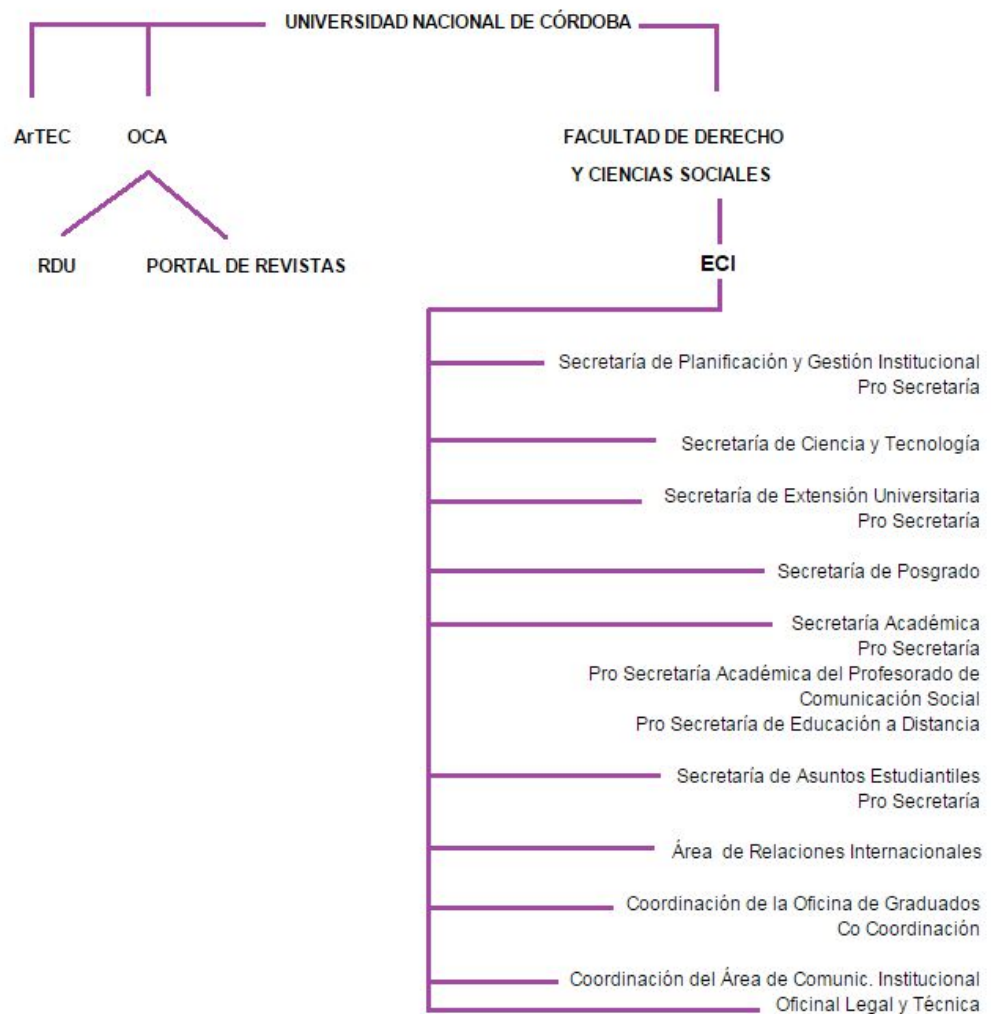 UNIVERSIDAD NACIONAL DE CÓRDOBA
ArTEC
OCA
FACULTAD DE DERECHO
Y CIENCIAS SOCIALES
RDU
PORTAL DE REVISTAS
ECI
Secretaría de Planificación y Gestión Institucional
Pro Secretaría
Secretaría de Ciencia y Tecnología
Secretaría de Extensión Universitaria
Pro Secretaría
Secretaría de Posgrado
Secretaría Académica
Pro Secretaría
Pro Secretaría Académica del Profesorado de
Comunicación Social
Pro Secretaría de Educación a Distancia
Secretaría de Asuntos Estudiantiles
Pro Secretaría
Área de Relaciones Internacionales
Coordinación de la Oficina de Graduados
Co Coordinación
Coordinación del Área de Comunic. Institucional
Oficinal Legal y Técnica